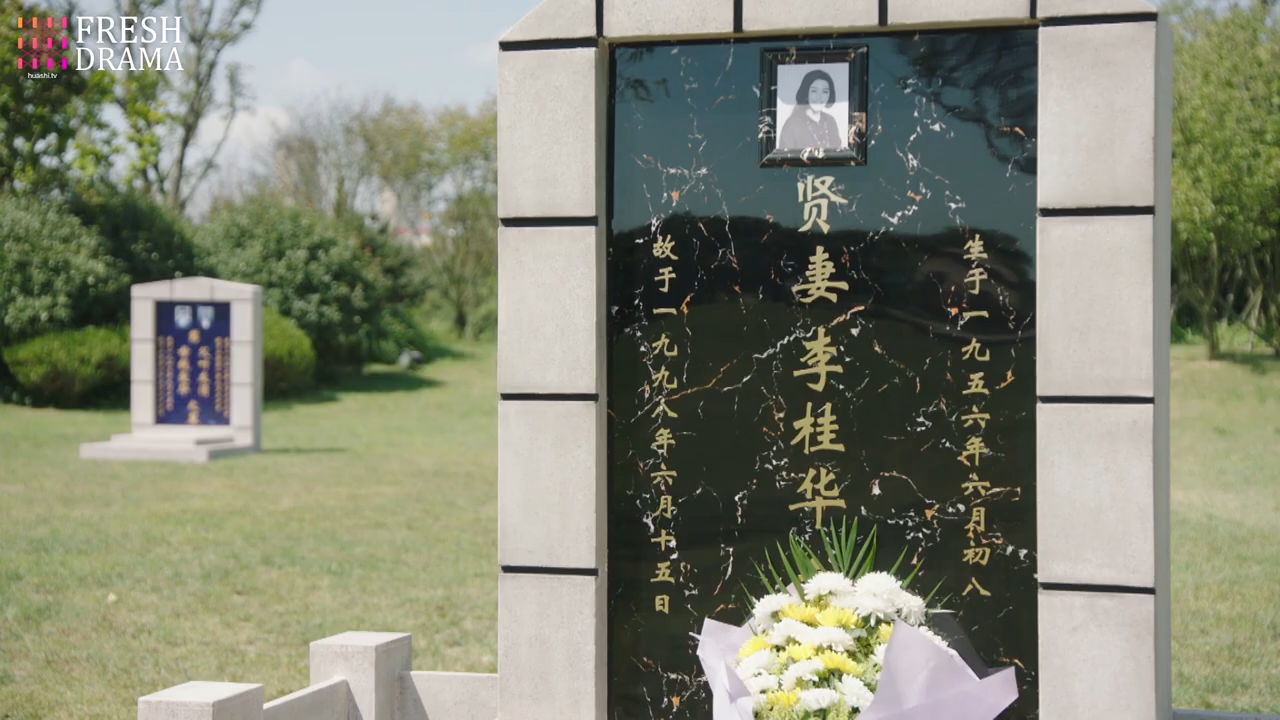 FRESH
DRAMA
huashi.tv
生于一九五六年六月初八
贤妻李桂华
故于一九九八年六月十五日